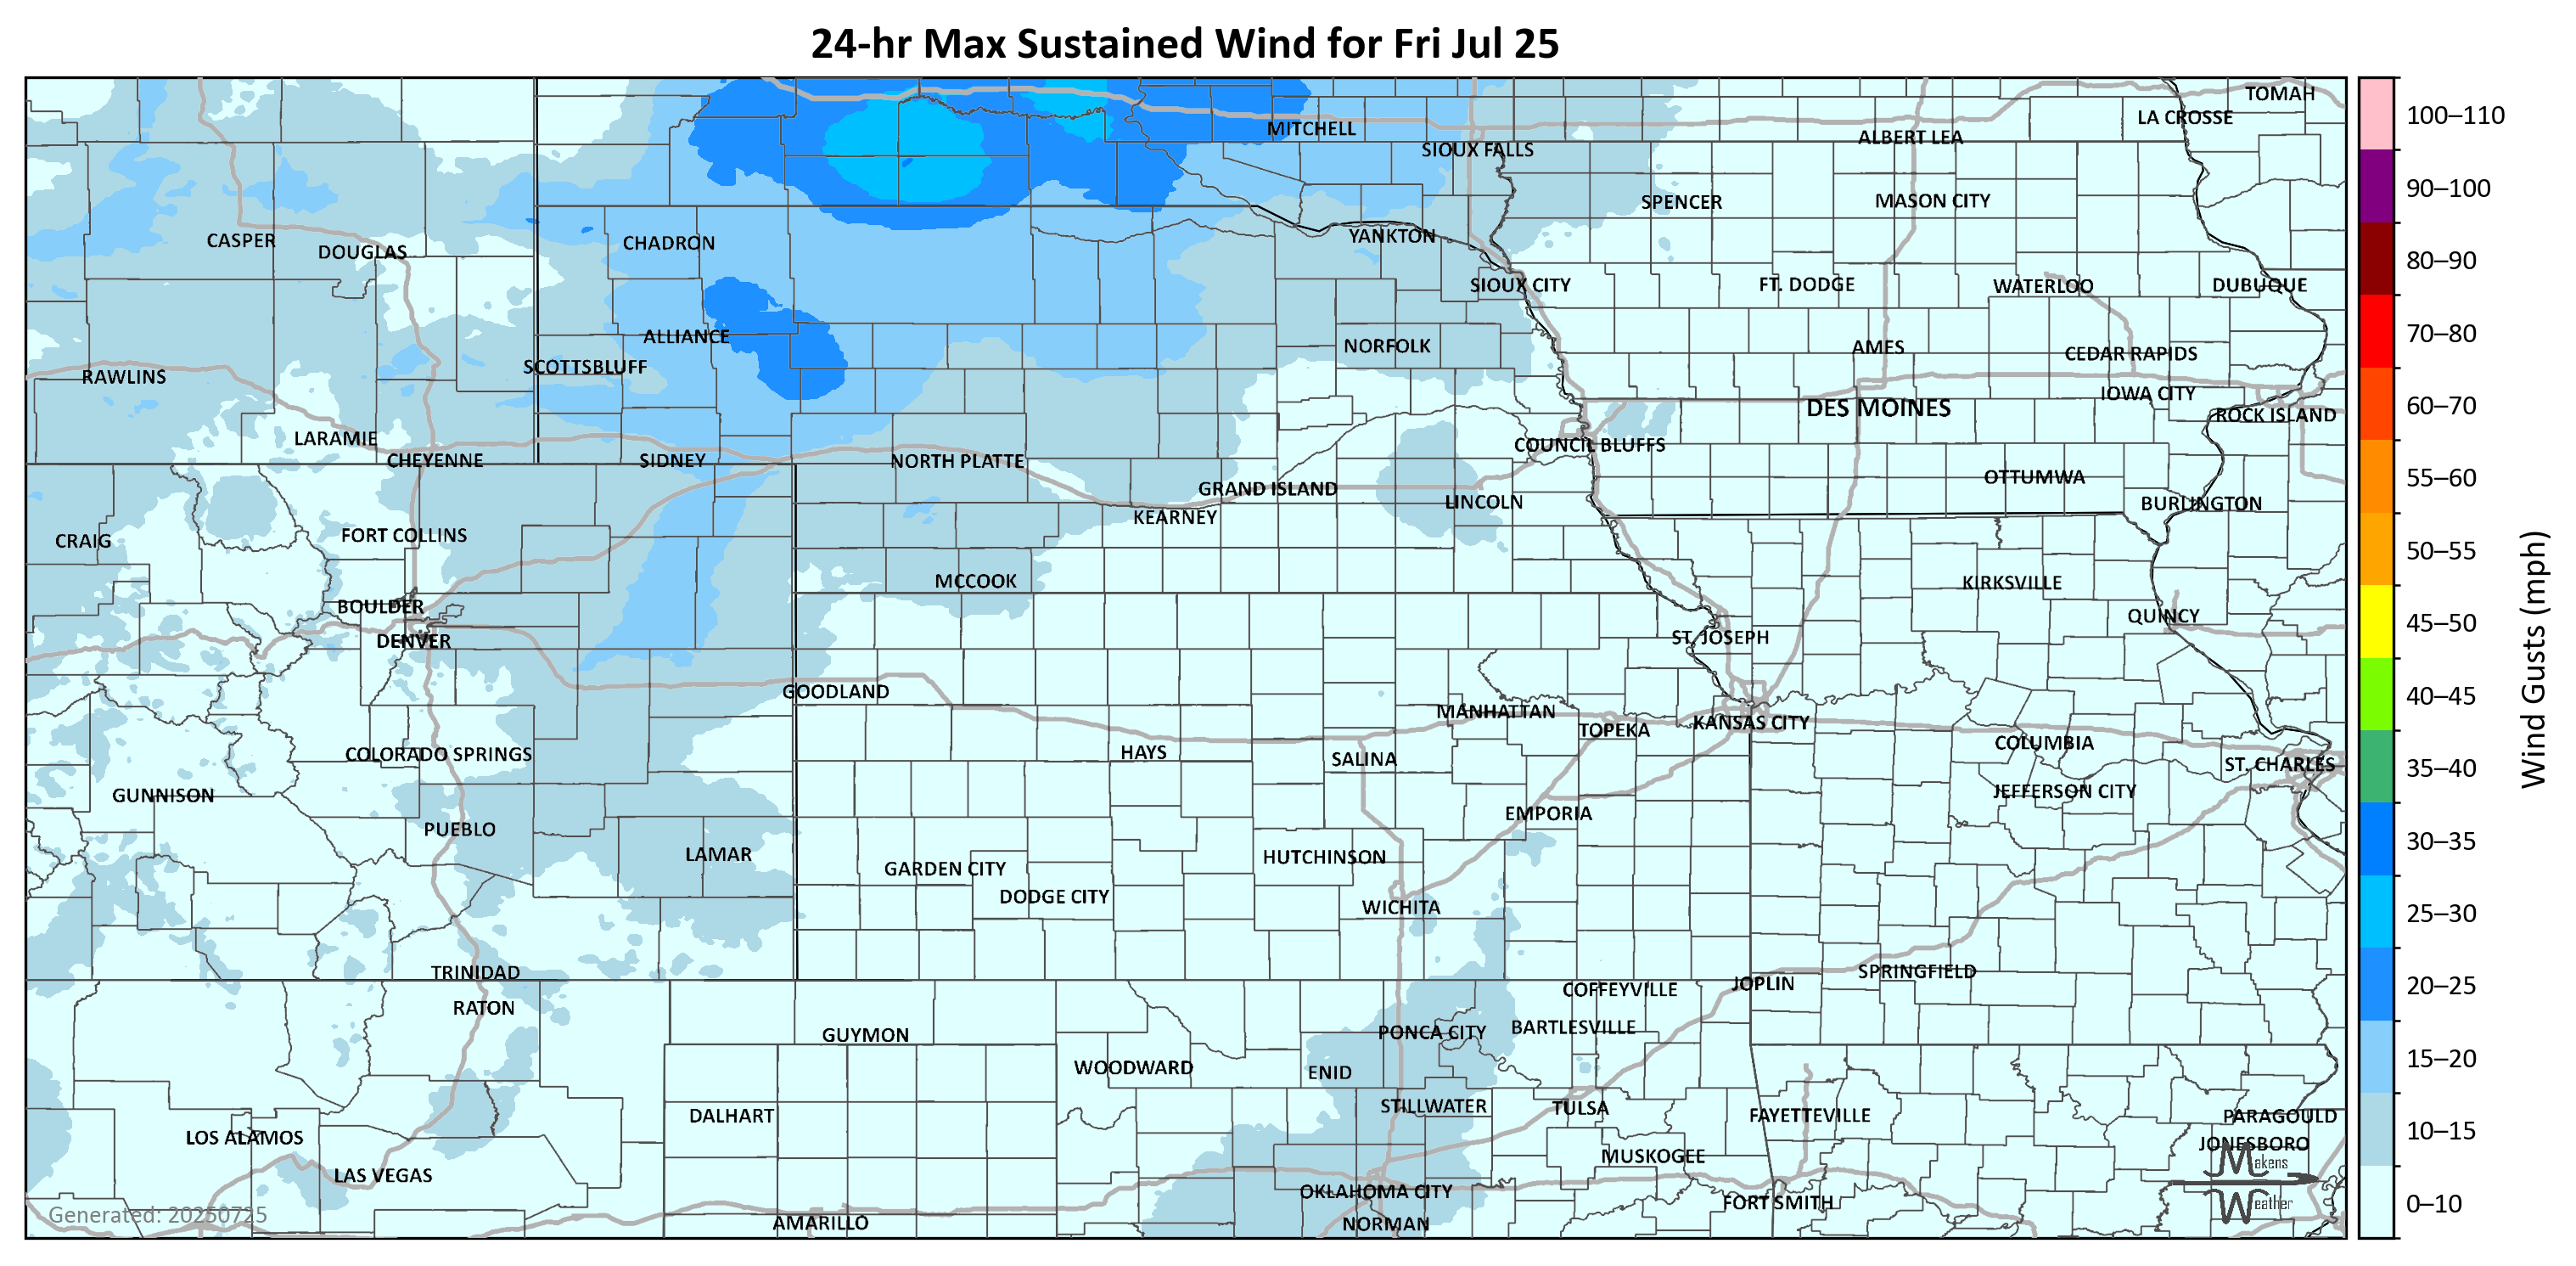 24-hr Max Sustained Wind for Fri Jul 25
TOMAH
LA CROSSE
MITCHELL
ALBERT LEA
SIOUX FALLS
SPENCER
MASON CITY
CASPER
DOUGLAS
CHADRON
YANKTON
SIOUX CITY
FT. DODGE
WATERLOO
DUBUQUE
ALLIANCE
NORFOLK
AMES
CEDAR RAPIDS
SCOTTSBLUFF
RAWLINS
IOWA CITY
DES MOINES
ROCK ISLAND
LARAMIE
COUNCIL BLUFFS
CHEYENNE
SIDNEY
NORTH PLATTE
OTTUMWA
GRAND ISLAND
LINCOLN
BURLINGTON
KEARNEY
CRAIG
FORT COLLINS
MCCOOK
KIRKSVILLE
BOULDER
QUINCY
DENVER
ST. JOSEPH
GOODLAND
MANHATTAN
TOPEKA
KANSAS CITY
COLUMBIA
COLORADO SPRINGS
HAYS
SALINA
ST. CHARLES
JEFFERSON CITY
GUNNISON
EMPORIA
PUEBLO
LAMAR
HUTCHINSON
GARDEN CITY
DODGE CITY
WICHITA
TRINIDAD
SPRINGFIELD
JOPLIN
COFFEYVILLE
RATON
GUYMON
PONCA CITY
BARTLESVILLE
WOODWARD
ENID
DALHART
STILLWATER
TULSA
FAYETTEVILLE
PARAGOULD
LOS ALAMOS
JONESBORO
MUSKOGEE
LAS VEGAS
OKLAHOMA CITY
FORT SMITH
AMARILLO
NORMAN
Makens
Weather
Generated: 20250725
100–110
90–100
80–90
70–80
60–70
55–60
50–55
45–50
40–45
35–40
30–35
25–30
20–25
15–20
10–15
0–10
Wind Gusts (mph)